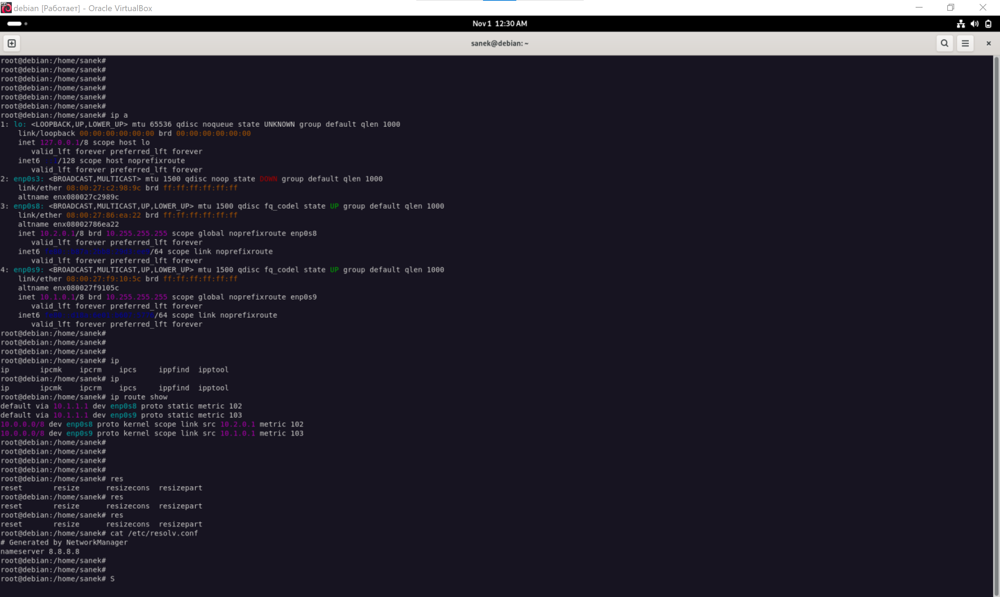 debian [Работает] - Oracle VirtualBox
Nov 1 12:30 AM
sanek@debian: ~
root@debian:/home/sanek#
root@debian:/home/sanek#
root@debian:/home/sanek#
root@debian:/home/sanek#
root@debian:/home/sanek#
root@debian:/home/sanek#
root@debian:/home/sanek# ip a
1: lo: <LOOPBACK,UP,LOWER_UP> mtu 65536 qdisc noqueue state UNKNOWN group default qlen 1000
link/loopback 00:00:00:00:00:00 brd 00:00:00:00:00:00
inet 127.0.0.1/8 scope host lo
valid_lft forever preferred_lft forever
inet6 ::1/128 scope host noprefixroute
valid_lft forever preferred_lft forever
2: enp0s3: <BROADCAST,MULTICAST> mtu 1500 qdisc noop state DOWN group default qlen 1000
link/ether 08:00:27:c2:98:9c brd ff:ff:ff:ff:ff:ff
altname enx080027c2989c
3: enp0s8: <BROADCAST,MULTICAST,UP,LOWER_UP> mtu 1500 qdisc fq_codel state UP group default qlen 1000
link/ether 08:00:27:86:ea:22 brd ff:ff:ff:ff:ff:ff
altname enx08002786ea22
inet 10.2.0.1/8 brd 10.255.255.255 scope global noprefixroute enp0s8
valid_lft forever preferred_lft forever
inet6 /64 scope link noprefixroute
valid_lft forever preferred_lft forever
4: enp0s9: <BROADCAST,MULTICAST,UP,LOWER_UP> mtu 1500 qdisc fq_codel state UP group default qlen 1000
link/ether 08:00:27:f9:10:5c brd ff:ff:ff:ff:ff:ff
altname enx080027f9105c
inet 10.1.0.1/8 brd 10.255.255.255 scope global noprefixroute enp0s9
valid_lft forever preferred_lft forever
inet6 /64 scope link noprefixroute
valid_lft forever preferred_lft forever
root@debian:/home/sanek#
root@debian:/home/sanek#
root@debian:/home/sanek#
root@debian:/home/sanek# ip
ip ipcmk ipcrm ipcs ippfind ipptool
root@debian:/home/sanek# ip
ip ipcmk ipcrm ipcs ippfind ipptool
root@debian:/home/sanek# ip route show
default via 10.1.1.1 dev enp0s8 proto static metric 102
default via 10.1.1.1 dev enp0s9 proto static metric 103
10.0.0.0/8 dev enp0s8 proto kernel scope link src 10.2.0.1 metric 102
10.0.0.0/8 dev enp0s9 proto kernel scope link src 10.1.0.1 metric 103
root@debian:/home/sanek#
root@debian:/home/sanek#
root@debian:/home/sanek#
root@debian:/home/sanek#
root@debian:/home/sanek# res
reset resize resizecons resizepart
root@debian:/home/sanek# res
reset resize resizecons resizepart
root@debian:/home/sanek# res
reset resize resizecons resizepart
root@debian:/home/sanek# cat /etc/resolv.conf
# Generated by NetworkManager
nameserver 8.8.8.8
root@debian:/home/sanek#
root@debian:/home/sanek#
root@debian:/home/sanek# S